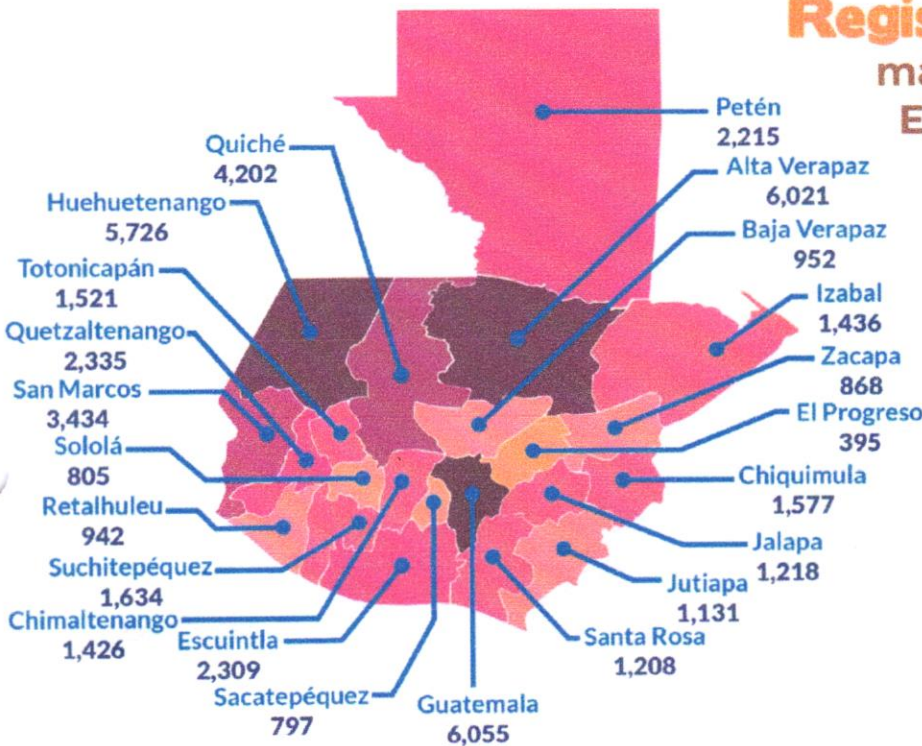 Regis
ma
E
Petén
2,215
Quiché
4,202
Alta Verapaz
6,021
Huehuetenango
5,726
Baja Verapaz
952
Totonicapán
1,521
Izabal
1,436
Quetzaltenango
2,335
Zacapa
868
San Marcos
3,434
El Progreso
395
Sololá
805
Chiquimula
1,577
Retalhuleu
942
Jalapa
1,218
Suchitepéquez
1,634
Jutiapa
1,131
Chimaltenango
1,426
Escuintla
2,309
Santa Rosa
1,208
Sacatepéquez
797
Guatemala
6,055